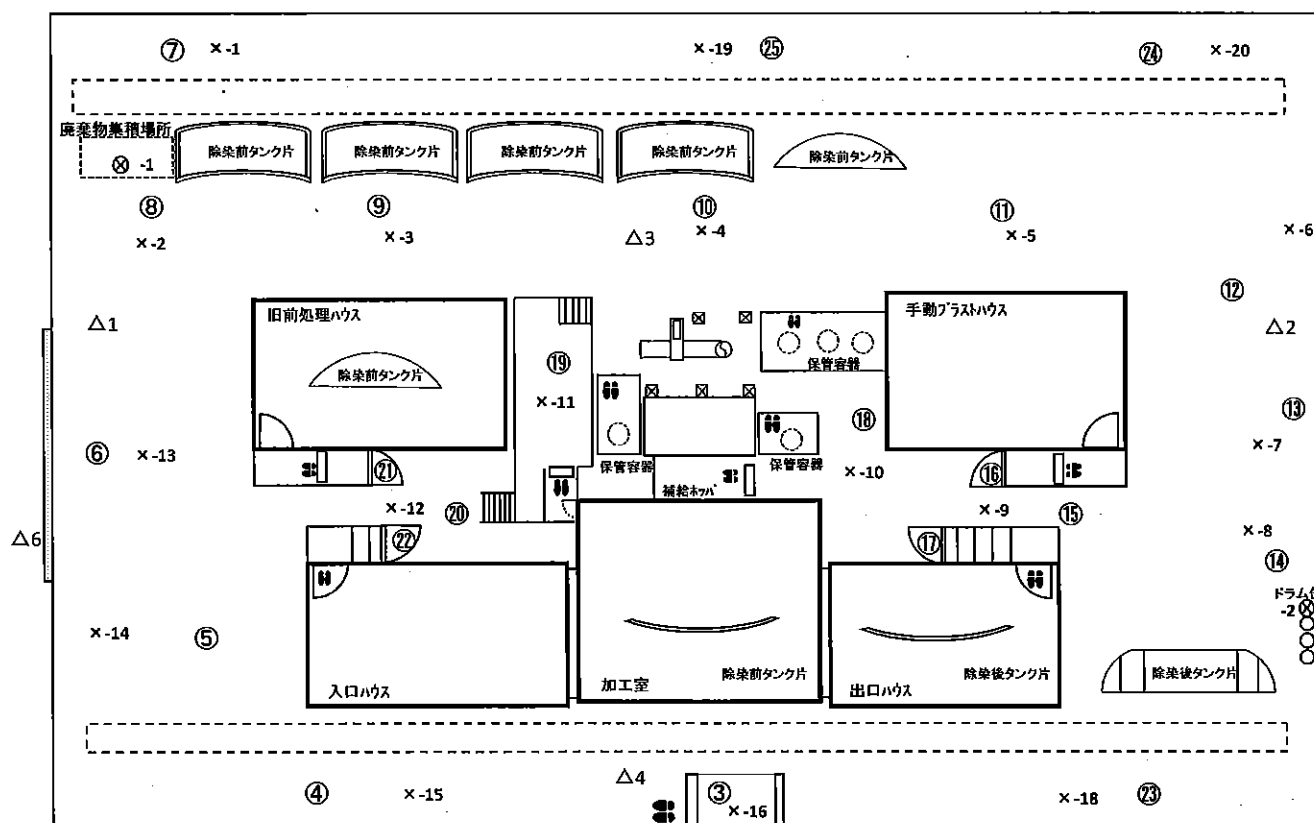 ⑦ ×-1 ×-19 ㉕ ㉔ ×-20
廃棄物集積場所
⊗ -1
除染前タンク片 除染前タンク片 除染前タンク片 除染前タンク片 除染前タンク片
⑧ ⑨ ⑩ ⑪
×-2 ×-3 △3 ×-4 ×-5 ×-6
⑫
△1 旧前処理ハウス 手動ブラストハウス △2
除染前タンク片 ⑲ 保管容器
×-11 ⑬
⑱
⑥ ×-13 ×-7
㉑ 保管容器 保管容器 ×-10 ⑯
補給ホッパ
×-12 ⑳ ×-9 ⑮
△6 ㉒ ⑰ ×-8
⑭
ドラム缶
-2 ⊗
×-14 ⑤
除染前タンク片 除染後タンク片 除染後タンク片
入口ハウス 加工室 出口ハウス
△4
④ ×-15 ③ ×-16 ×-18 ㉓